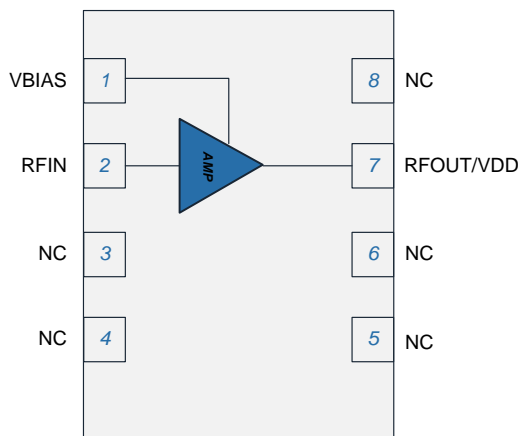 VBIAS 1 8 NC
RFIN 2 AMP 7 RFOUT/VDD
NC 3 6 NC
NC 4 5 NC